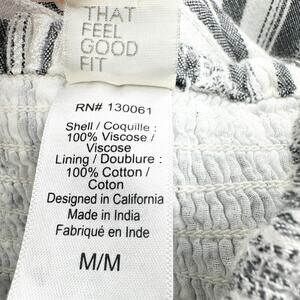 THAT
FEEL
GOOD
FIT
RN# 130061
Shell / Coquille :
100% Viscose /
Viscose
Lining / Doublure :
100% Cotton /
Coton
Designed in California
Made in India
Fabriqué en Inde
M/M